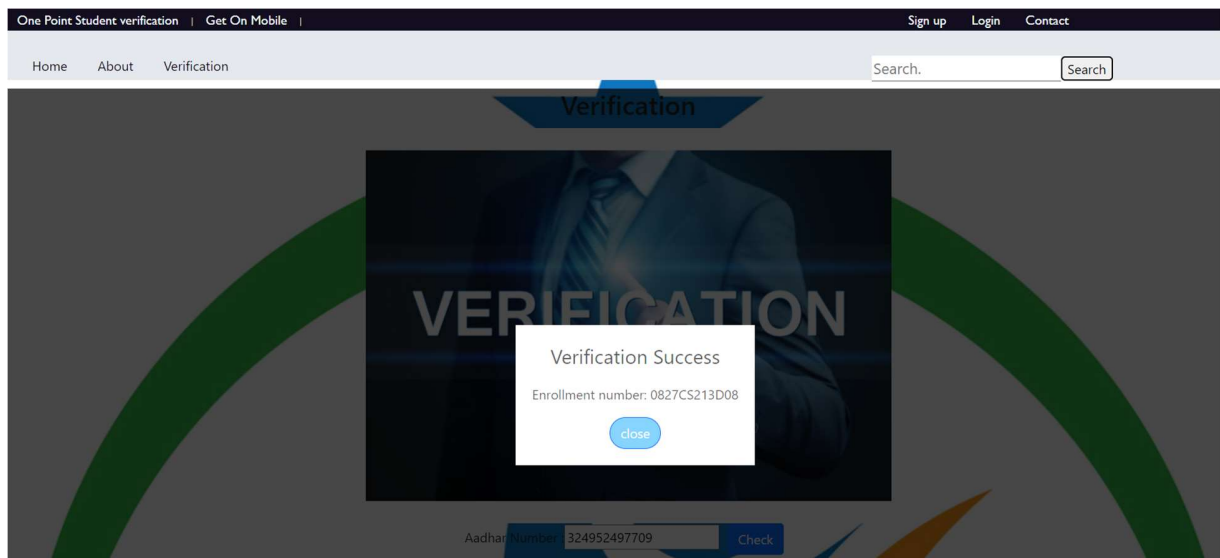 One Point Student verification | Get On Mobile | Sign up Login Contact
Home About Verification Search. Search
Verification
VERIFICATION
Verification Success
Enrollment number: 0827CS213D08
close
Aadhar Number 324952497709 Check